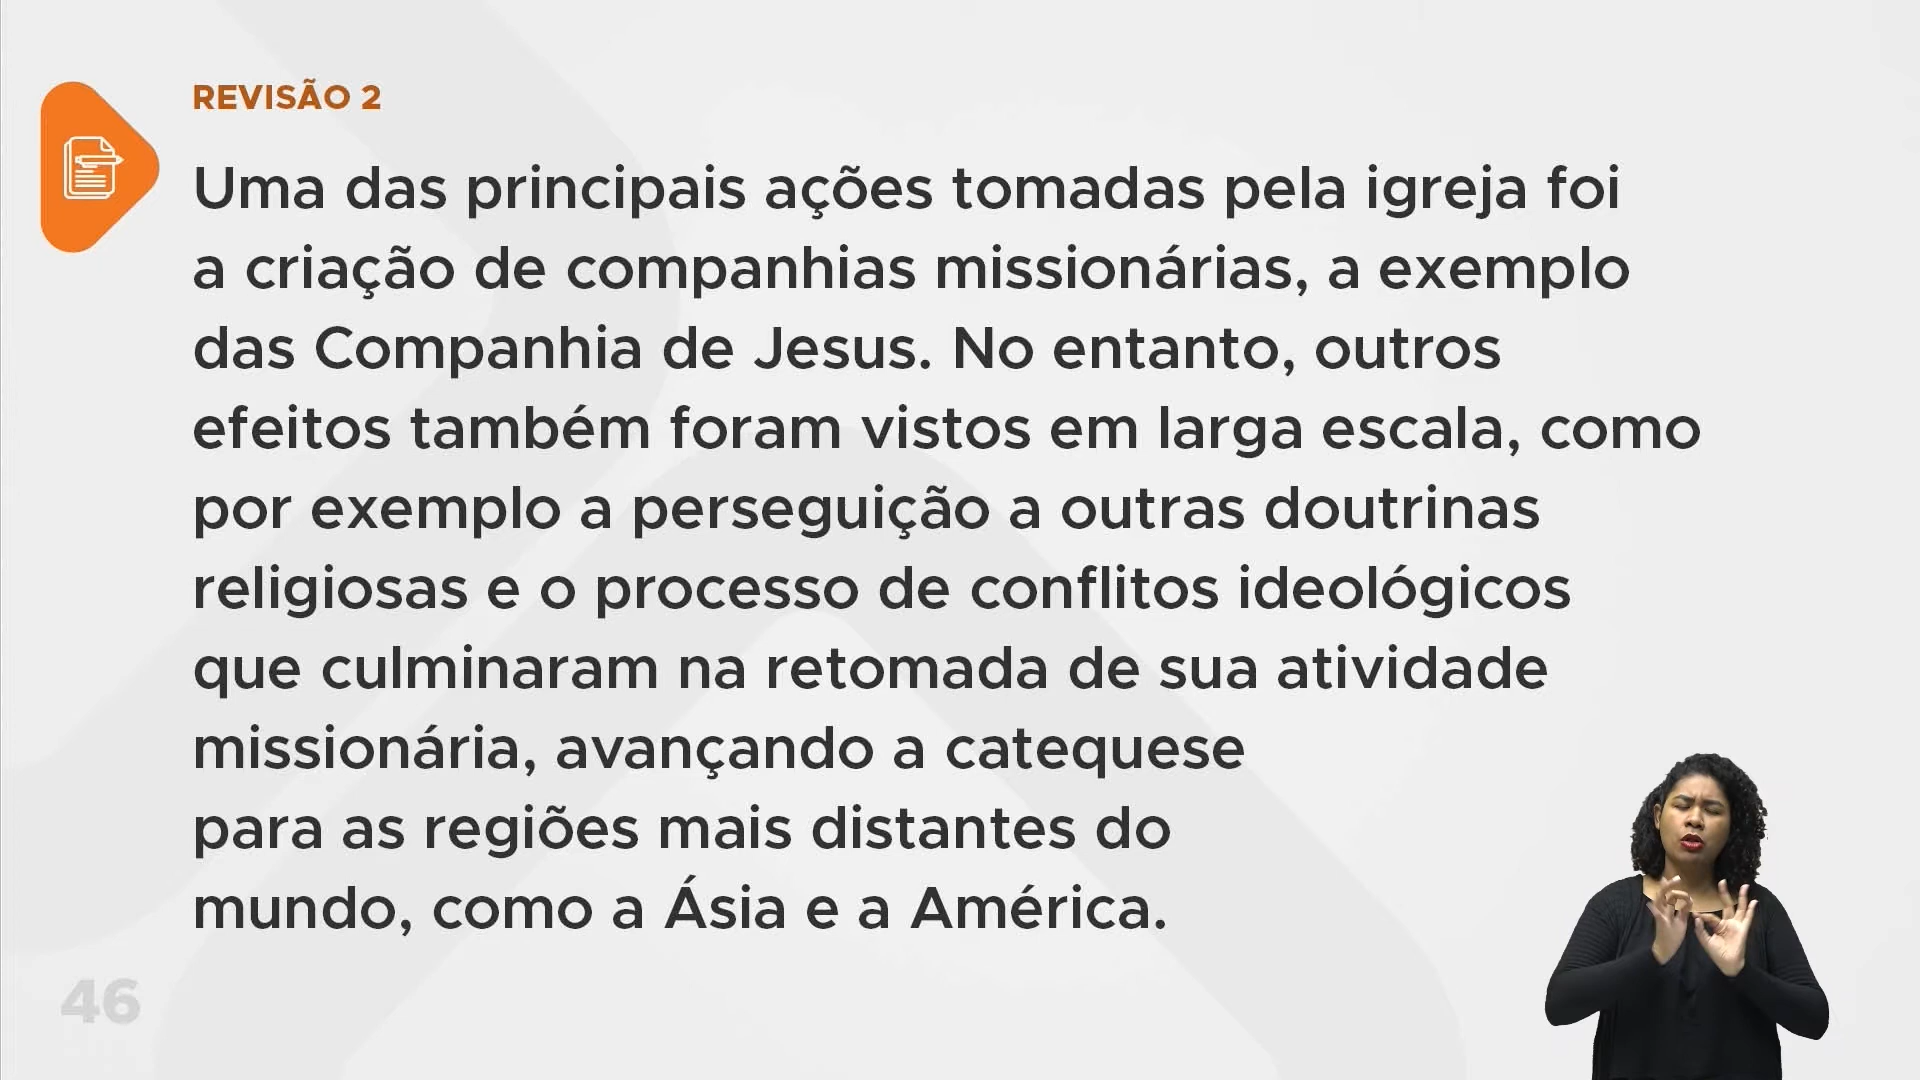 REVISÃO 2
Uma das principais ações tomadas pela igreja foi
a criação de companhias missionárias, a exemplo
das Companhia de Jesus. No entanto, outros
efeitos também foram vistos em larga escala, como
por exemplo a perseguição a outras doutrinas
religiosas e o processo de conflitos ideológicos
que culminaram na retomada de sua atividade
missionária, avançando a catequese
para as regiões mais distantes do
mundo, como a Ásia e a América.
46